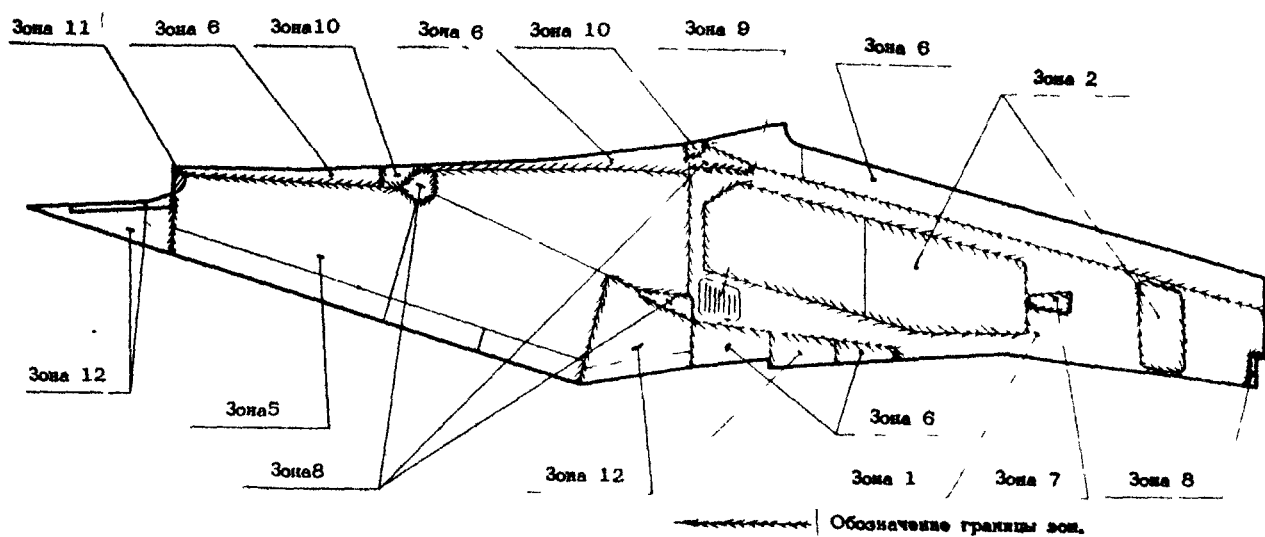 Зона 11
Зона 6
Зона10
Зона 6
Зона 10
Зона 9
Зона 6
Зона 2
Зона 12
Зона5
Зона8
Зона 12
Зона 6
Зона 1
Зона 7
Зона 8
Обозначение границы зон.